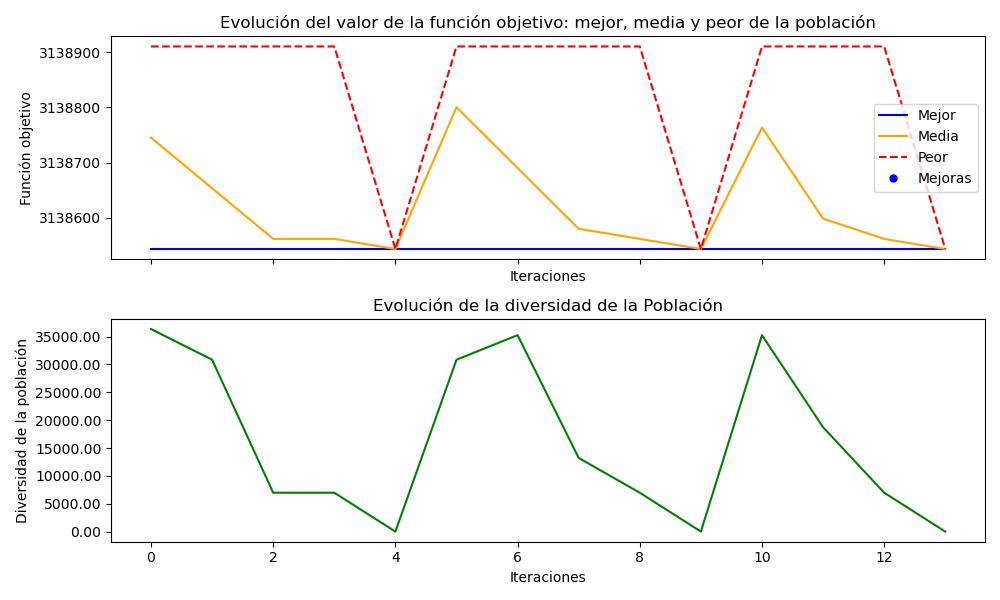 Evolución del valor de la función objetivo: mejor, media y peor de la población
Función objetivo
3138900
3138800
3138700
3138600
Mejor
Media
Peor
Mejoras
Iteraciones
Evolución de la diversidad de la Población
Diversidad de la población
35000.00
30000.00
25000.00
20000.00
15000.00
10000.00
5000.00
0.00
0 2 4 6 8 10 12
Iteraciones